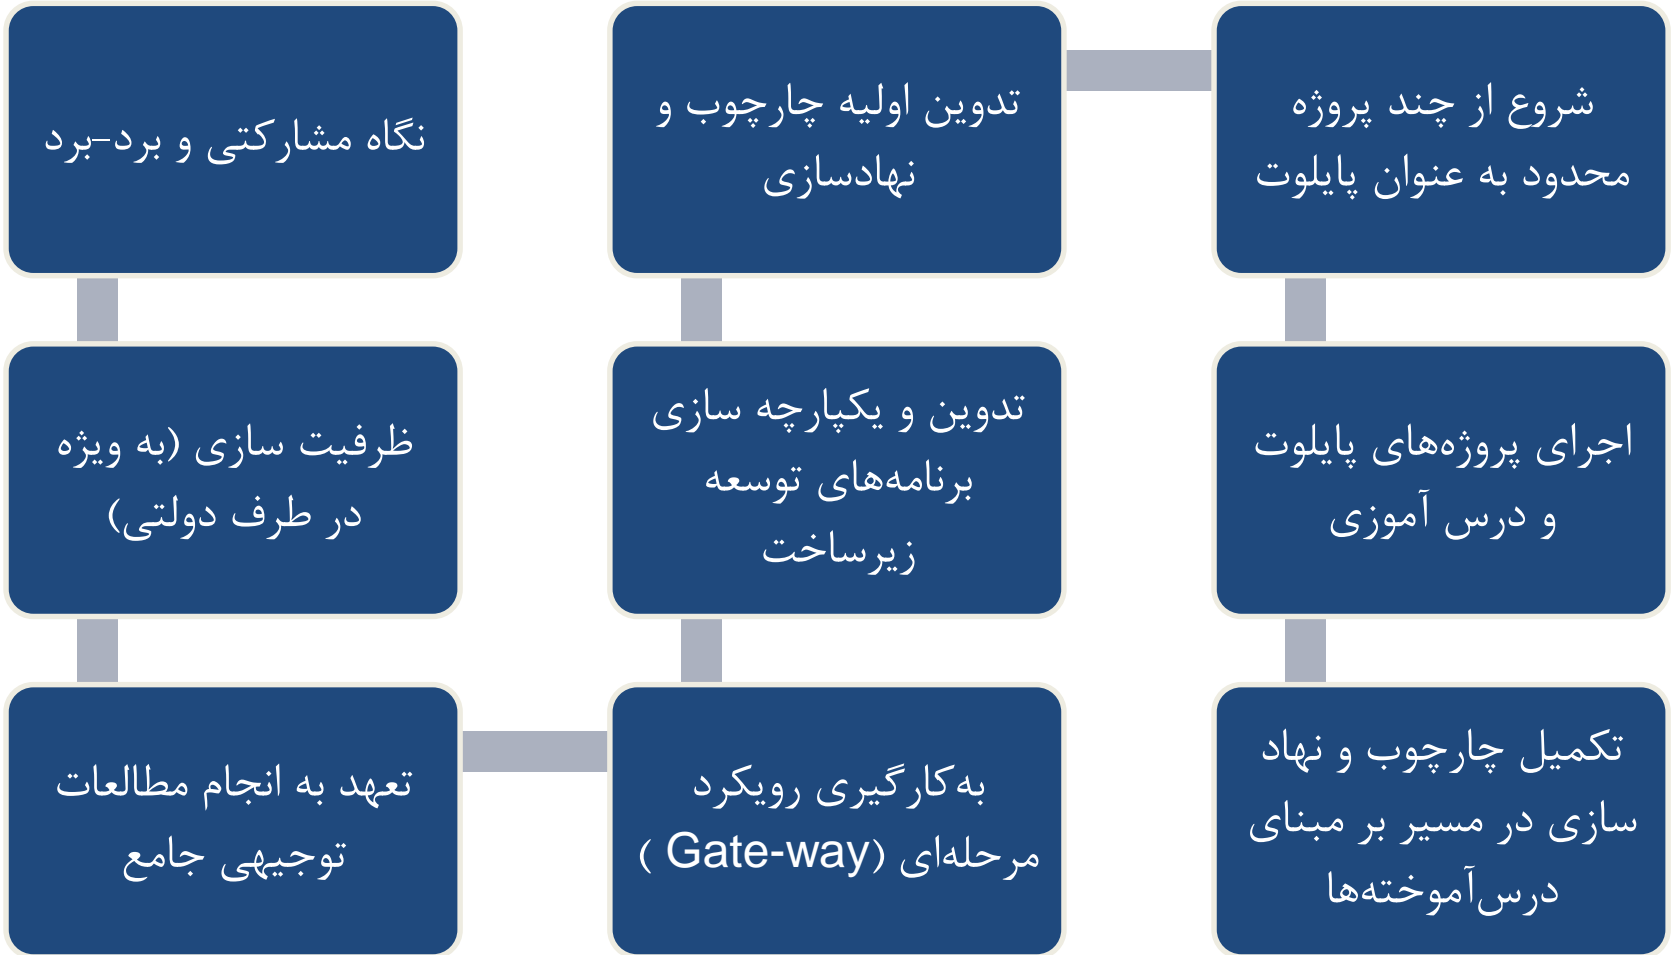 نگاه مشارکتی و برد-برد
ظرفیت سازی (به ویژه
در طرف دولتی)
تعهد به انجام مطالعات
توجیهی جامع
به‌کارگیری رویکرد
مرحله‌ای (Gate-way )
تدوین و یکپارچه سازی
برنامه‌های توسعه
زیرساخت
تدوین اولیه چارچوب و
نهادسازی
شروع از چند پروژه
محدود به عنوان پایلوت
اجرای پروژه‌های پایلوت
و درس آموزی
تکمیل چارچوب و نهاد
سازی در مسیر بر مبنای
درس‌آموخته‌ها